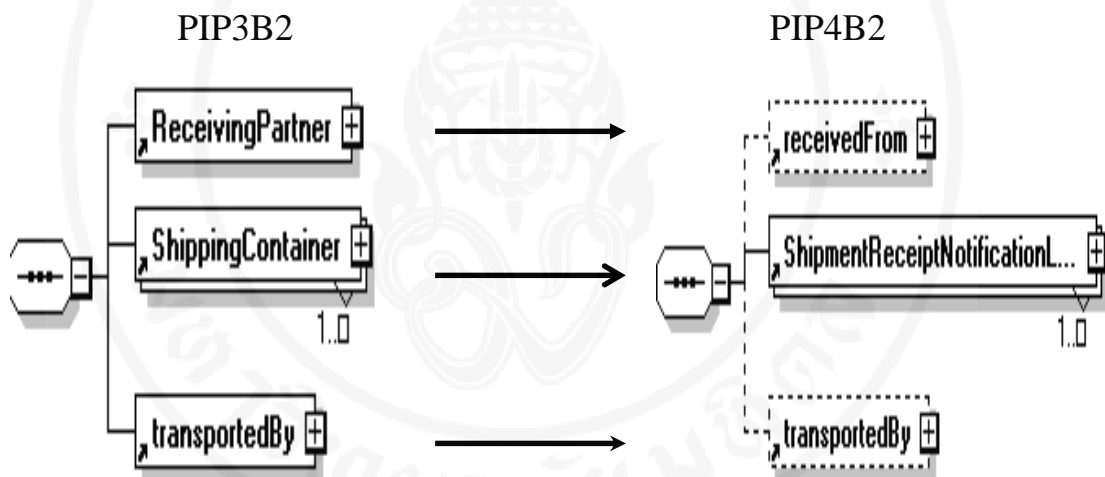 PIP3B2 PIP4B2
ReceivingPartner receivedFrom
ShippingContainer ShipmentReceiptNotificationL...
1..□ 1..□
transportedBy transportedBy